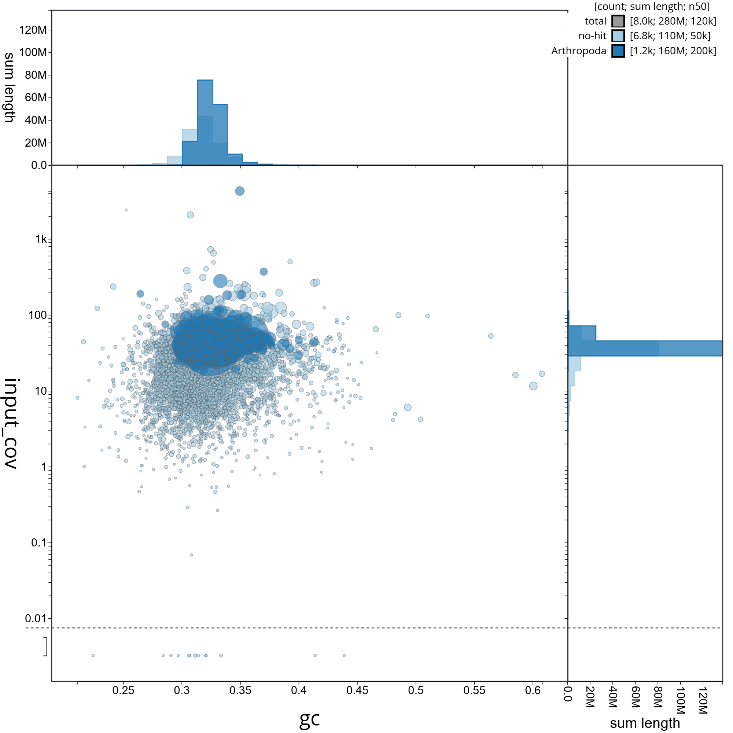 [count; sum length; n50]
total [8.0k; 280M; 120k]
no-hit [6.8k; 110M; 50k]
Arthropoda [1.2k; 160M; 200k]
120M
100M
80M
60M
40M
20M
0.0
sum length
1k
100
10
1
0.1
0.01
input_cov
0.25
0.3
0.35
0.4
0.45
0.5
0.55
0.6
gc
0.0
20M
40M
60M
80M
100M
120M
sum length